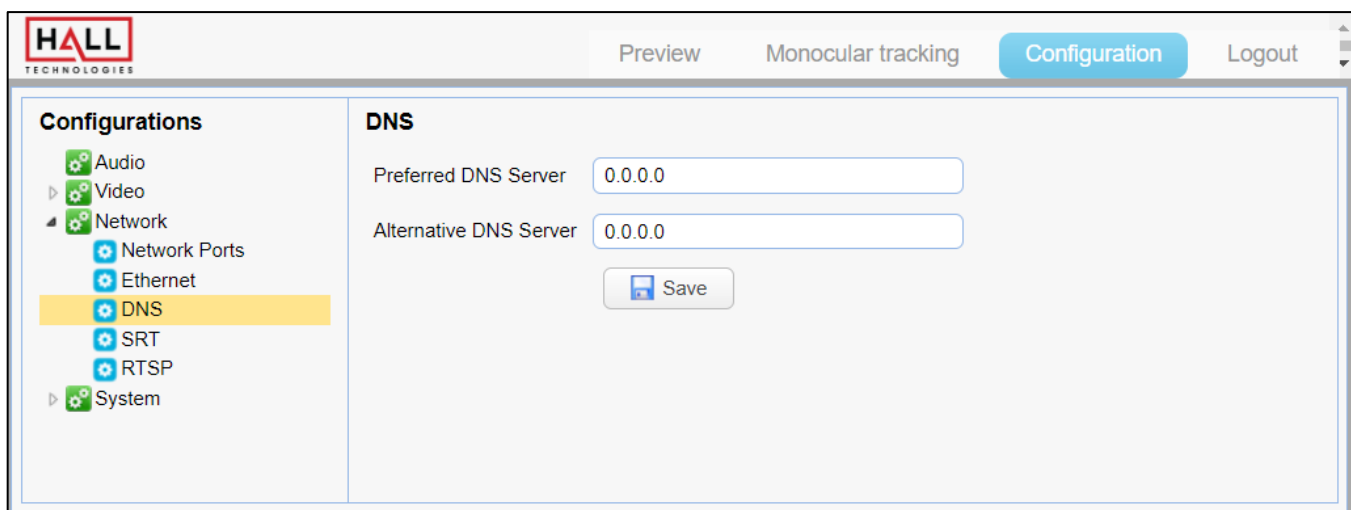 HALL
TECHNOLOGIES
Preview Monocular tracking Configuration Logout
Configurations
Audio
Video
Network
Network Ports
Ethernet
DNS
SRT
RTSP
System
DNS
Preferred DNS Server 0.0.0.0
Alternative DNS Server 0.0.0.0
Save